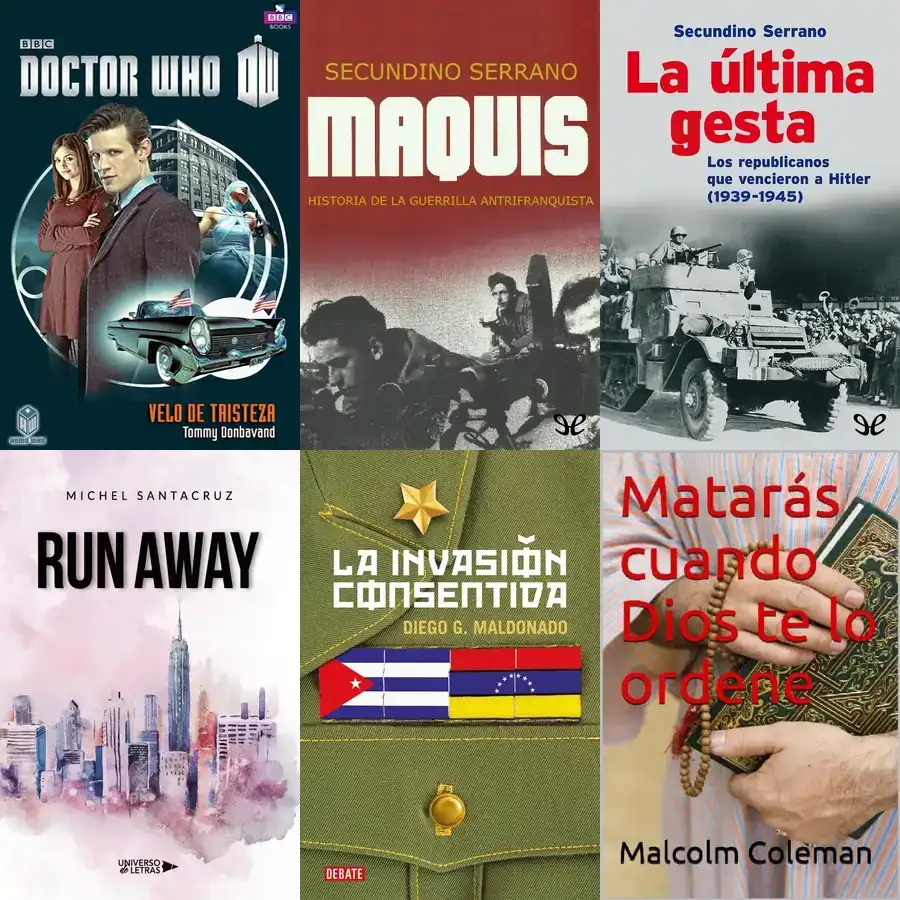 BBC
BOOKS
BBC
DOCTOR WHO DW
VELO DE TRISTEZA
Tommy Donbavand
SECUNDINO SERRANO
MAQUIS
HISTORIA DE LA GUERRILLA ANTRIFRANQUISTA
Secundino Serrano
La última
gesta
Los republicanos
que vencieron a Hitler
(1939-1945)
MICHEL SANTACRUZ
RUN AWAY
UNIVERSO
de LETRAS
LA INVASIÓN
CONSENTIDA
DIEGO G. MALDONADO
DEBATE
Matarás
cuando
Dios te lo
ordene
Malcolm Coleman